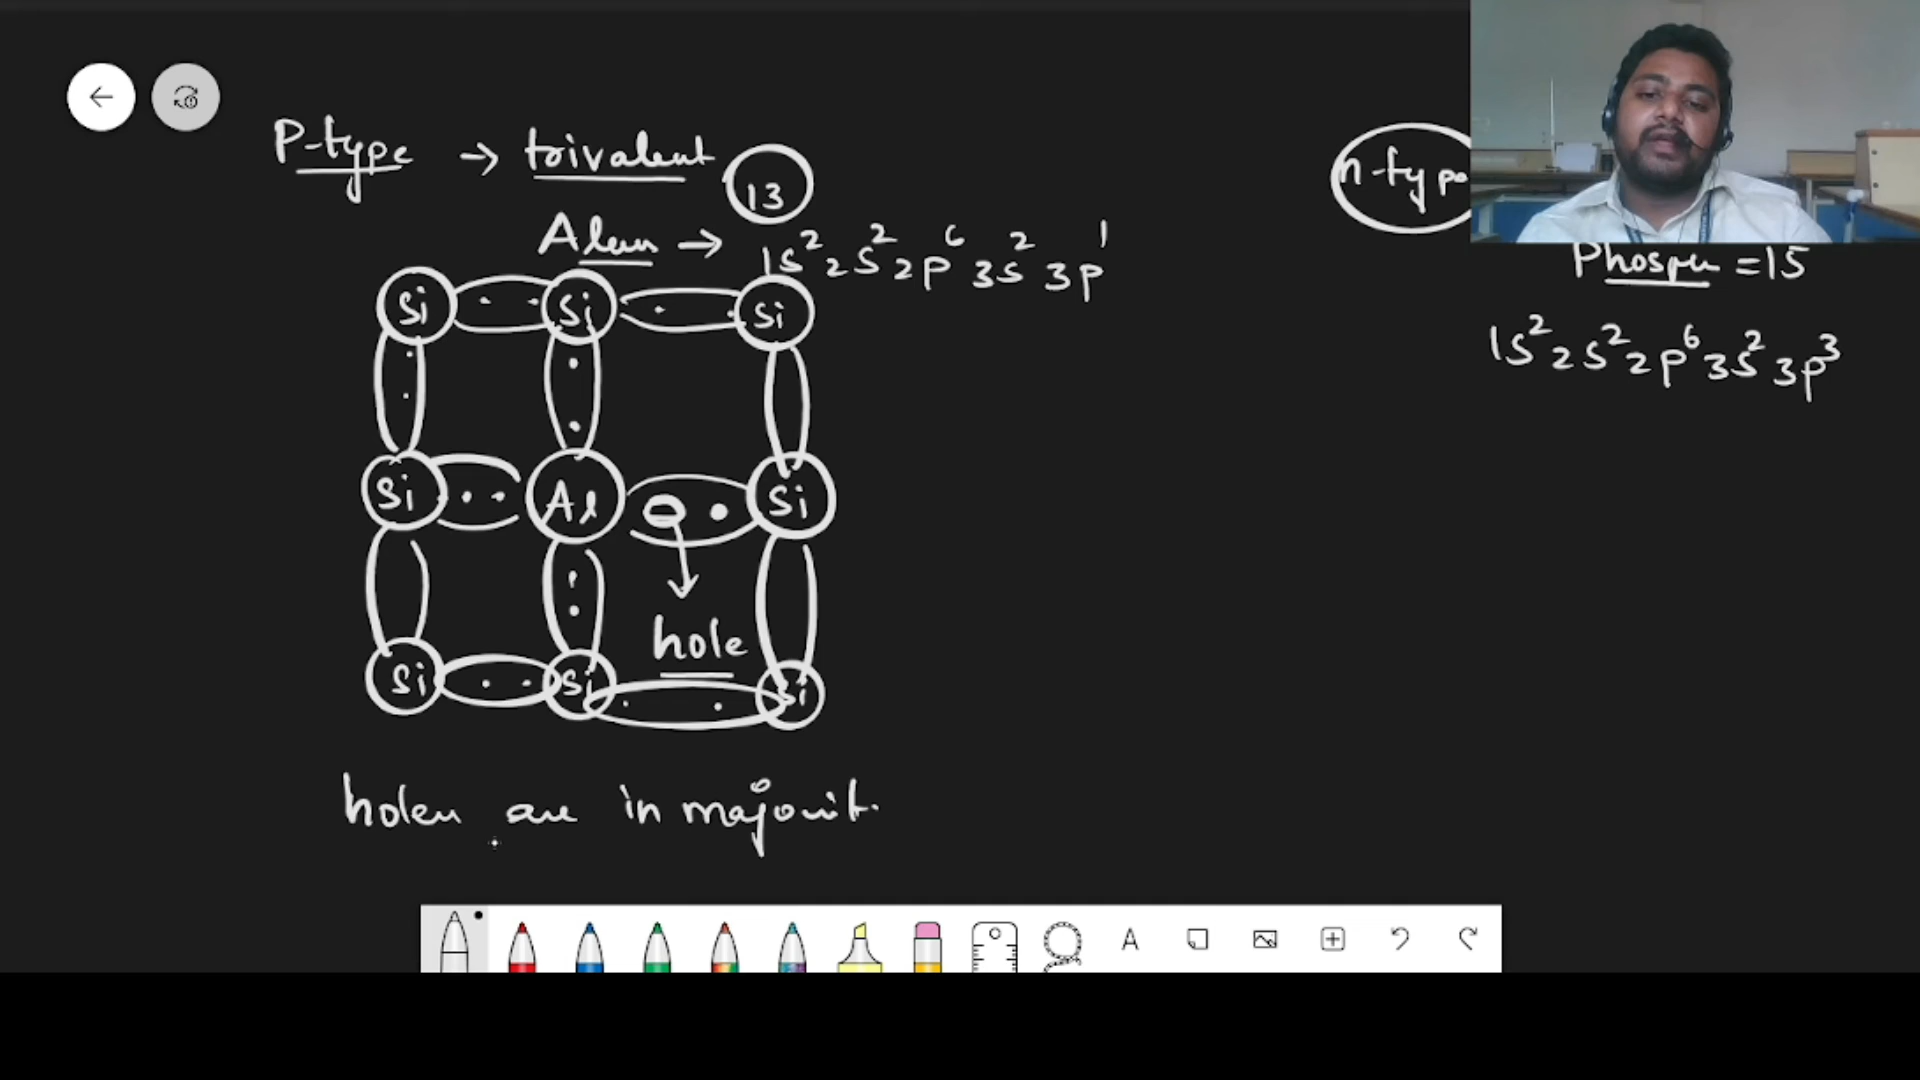 P-type → trivalent 13
n-type
Alum → 1s² 2s² 2p⁶ 3s² 3p¹
Phospu = 15
1s² 2s² 2p⁶ 3s² 3p³
Si Si Si
Si Al Si
hole
Si Si Si
holes are in majorit.
A